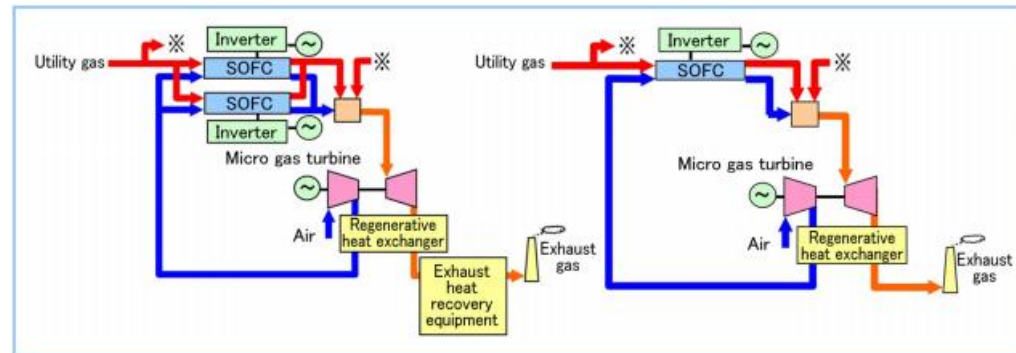 Inverter
~
※
Utility gas
SOFC
※
SOFC
Inverter
~
Micro gas turbine
~
Air
Regenerative
heat exchanger
Exhaust
heat
recovery
equipment
Exhaust
gas
Inverter
~
※
Utility gas
SOFC
※
Micro gas turbine
~
Air
Regenerative
heat exchanger
Exhaust
gas